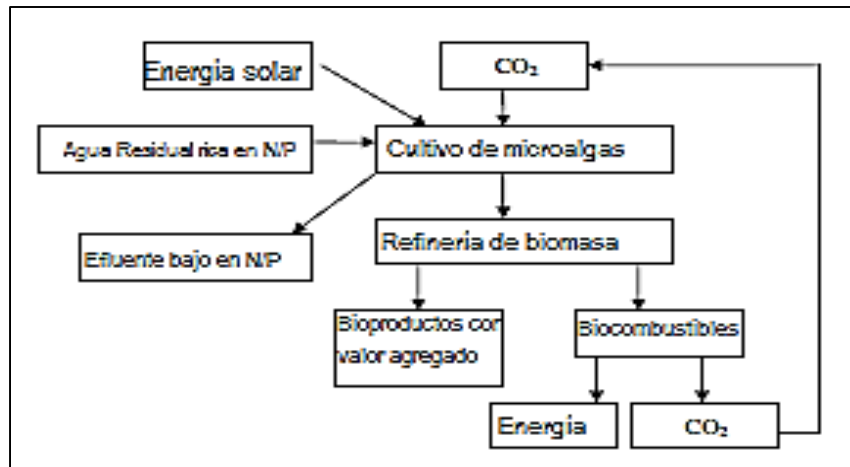 Energia solar
CO₂
Agua Residual rica en N/P
Cultivo de microalgas
Efluente bajo en N/P
Refineria de biomasa
Bioproductos con
valor agregado
Biocombustibles
Energia
CO₂